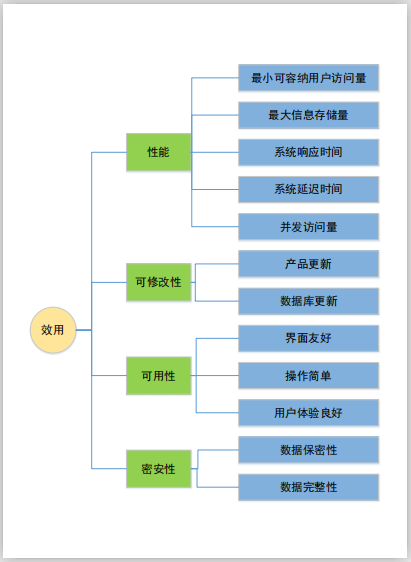 效用
性能
最小可容纳用户访问量
最大信息存储量
系统响应时间
系统延迟时间
并发访问量
可修改性
产品更新
数据库更新
可用性
界面友好
操作简单
用户体验良好
密安性
数据保密性
数据完整性